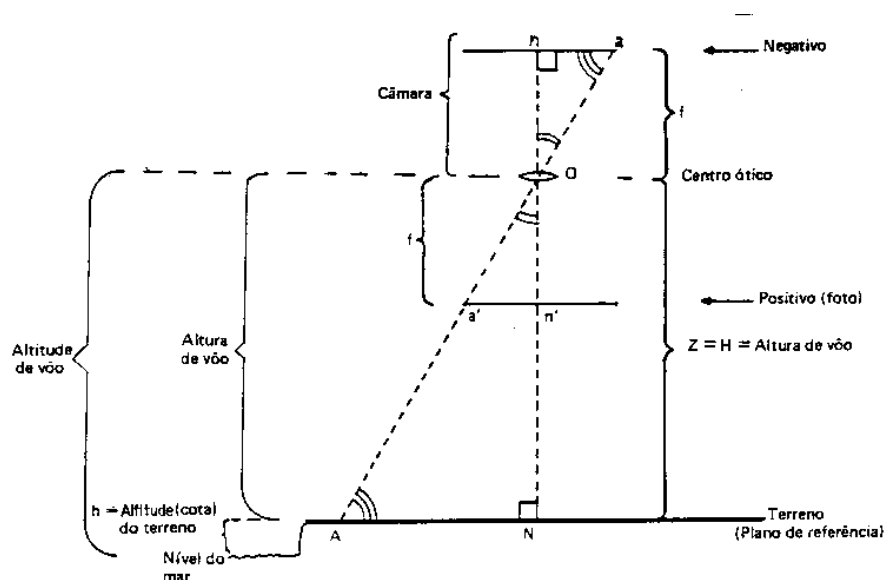 n
a
Negativo
Câmara
f
O
Centro ótico
f
Positivo (foto)
a'
n'
Altitude
de vôo
Altura
de vôo
Z = H = Altura de vôo
h = Altitude(cota)
do terreno
A
N
Terreno
(Plano de referência)
Nível do
mar